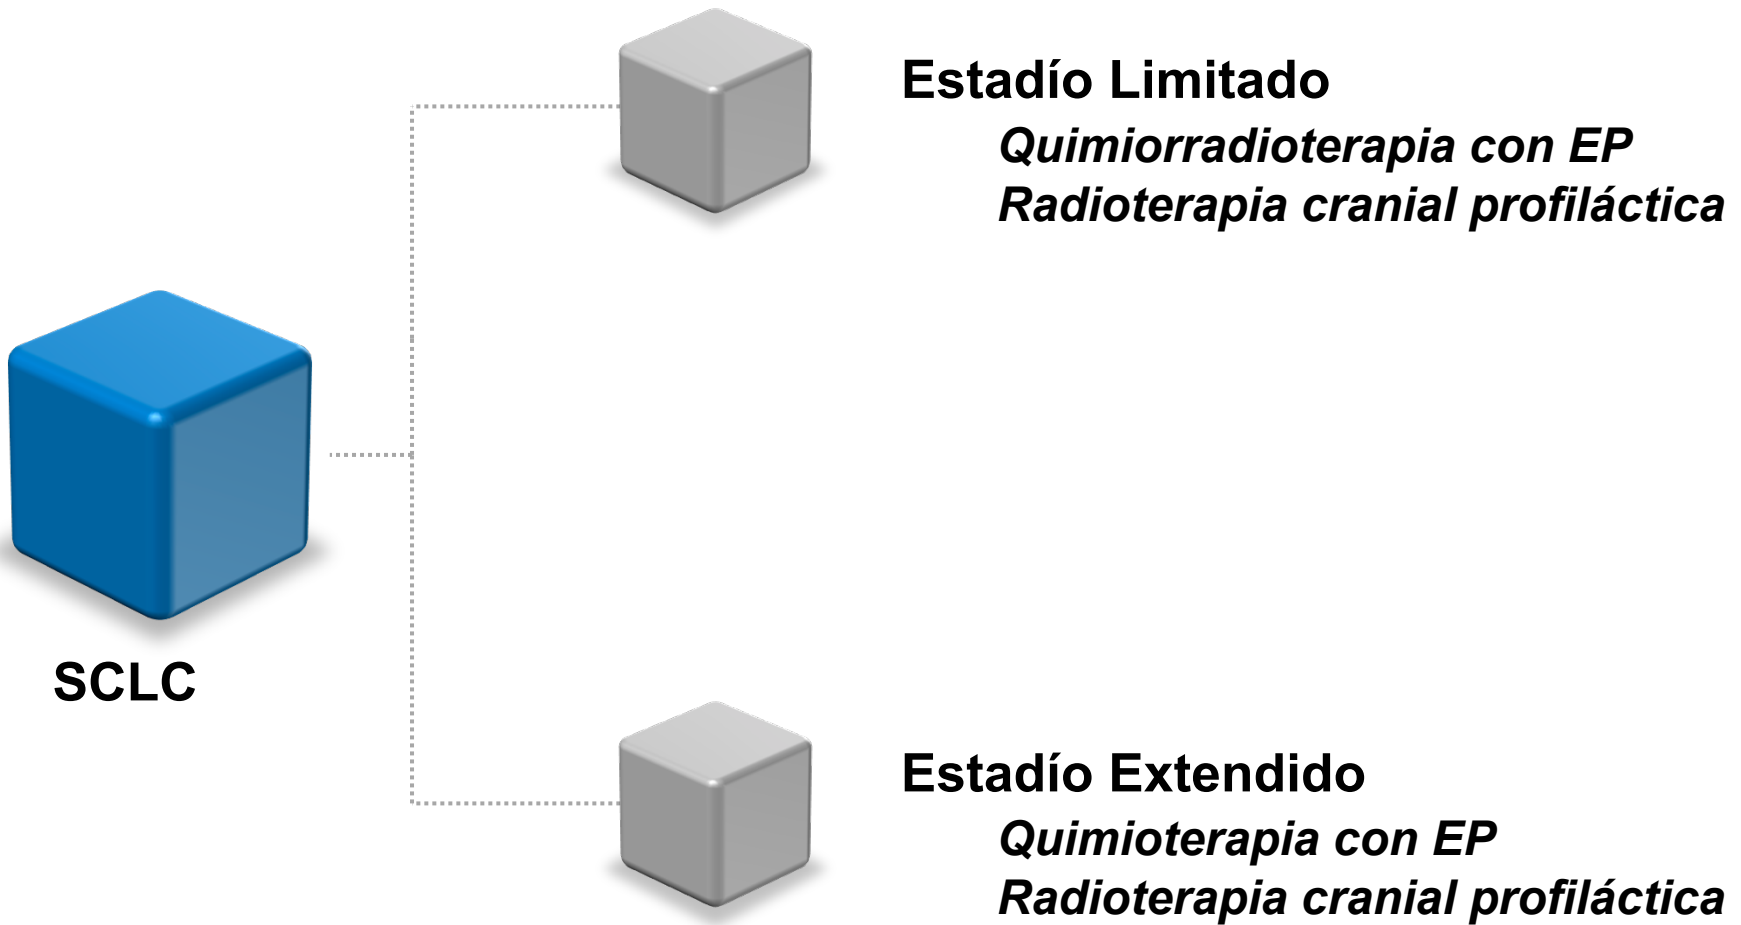 Estadío Limitado
Quimiorradioterapia con EP
Radioterapia cranial profiláctica
SCLC
Estadío Extendido
Quimioterapia con EP
Radioterapia cranial profiláctica